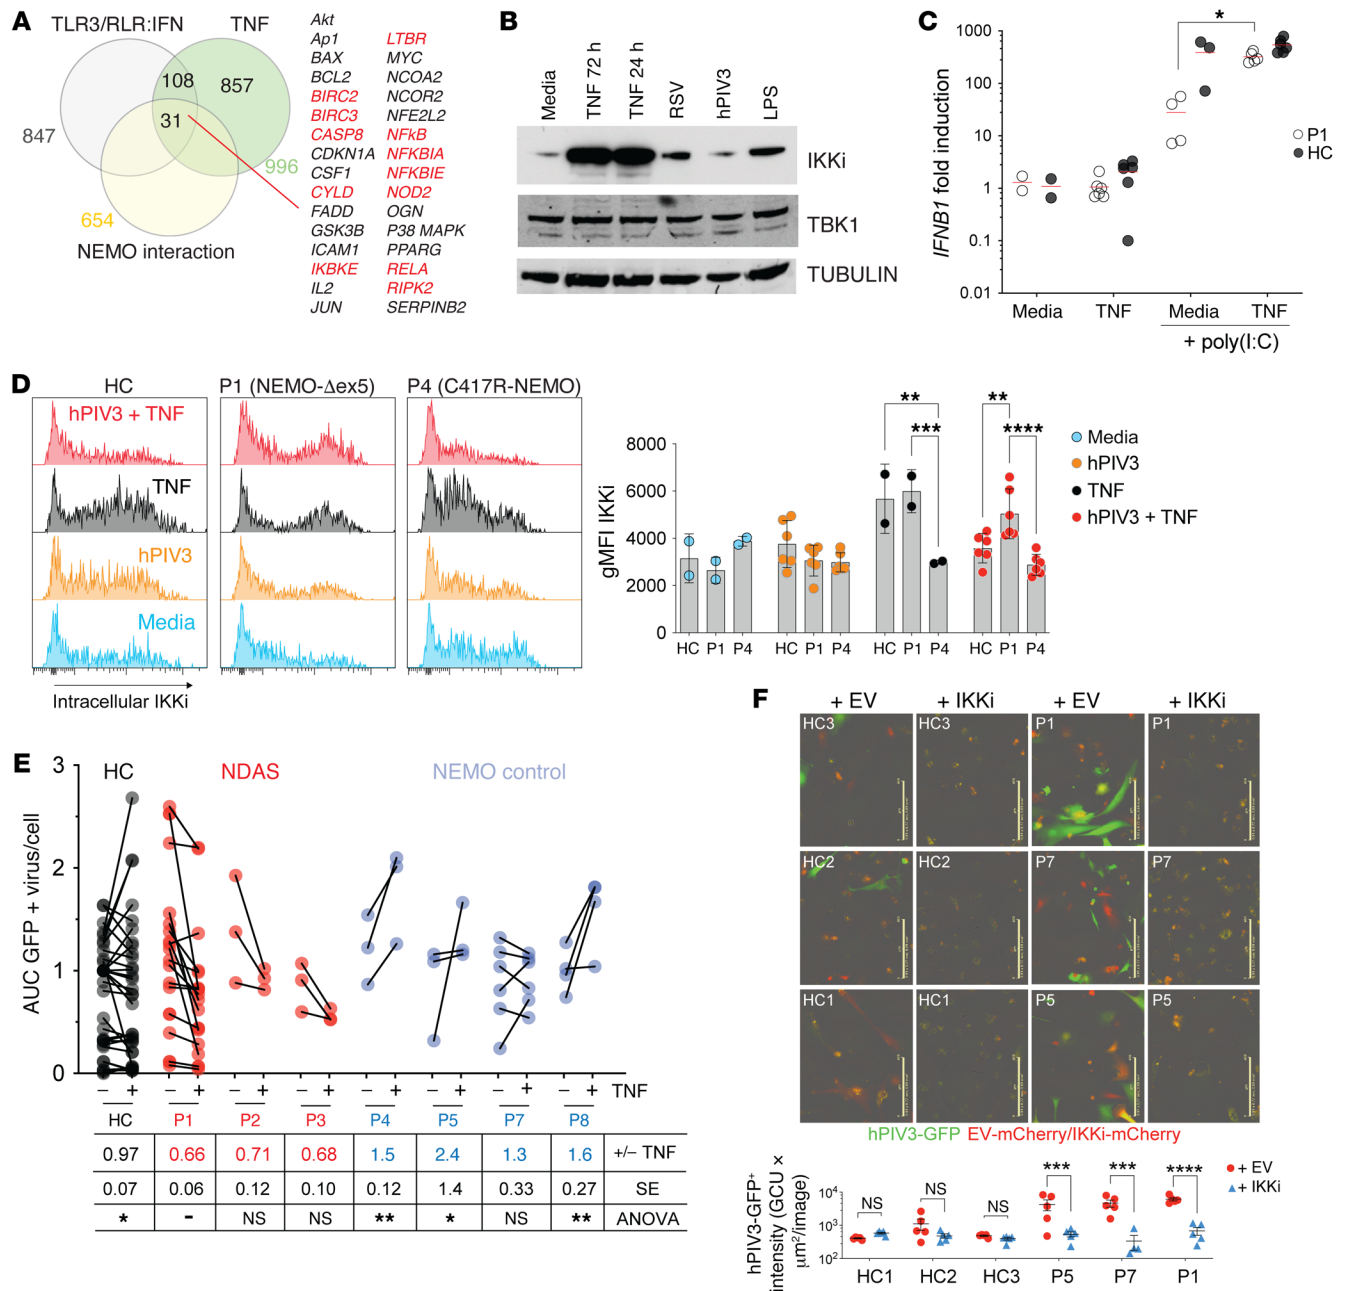 A
TLR3/RLR:IFN
TNF
108
857
31
847
996
654
NEMO interaction
Akt
Ap1 LTBR
BAX MYC
BCL2 NCOA2
BIRC2 NCOR2
BIRC3 NFE2L2
CASP8 NFkB
CDKN1A NFKBIA
CSF1 NFKBIE
CYLD NOD2
FADD OGN
GSK3B P38 MAPK
ICAM1 PPARG
IKBKE RELA
IL2 RIPK2
JUN SERPINB2
B
Media
TNF 72 h
TNF 24 h
RSV
hPIV3
LPS
IKKi
TBK1
TUBULIN
C
IFNB1 fold induction
1000
100
10
1
0.1
0.01
*
P1
HC
Media TNF Media TNF
+ poly(I:C)
D
HC P1 (NEMO-Δex5) P4 (C417R-NEMO)
hPIV3 + TNF
TNF
hPIV3
Media
Intracellular IKKi
gMFI IKKi
8000
6000
4000
2000
0
** ***
** ****
HC P1 P4 HC P1 P4 HC P1 P4 HC P1 P4
Media
hPIV3
TNF
hPIV3 + TNF
E
HC NDAS NEMO control
AUC GFP + virus/cell
3
2
1
0
– + – + – + – + – + – + – + – + TNF
HC P1 P2 P3 P4 P5 P7 P8
0.97 0.66 0.71 0.68 1.5 2.4 1.3 1.6 +/– TNF
0.07 0.06 0.12 0.10 0.12 1.4 0.33 0.27 SE
* - NS NS ** * NS ** ANOVA
F
+ EV + IKKi + EV + IKKi
HC3 HC3 P1 P1
HC2 HC2 P7 P7
HC1 HC1 P5 P5
hPIV3-GFP EV-mCherry/IKKi-mCherry
hPIV3-GFP⁺
intensity (GCU ×
μm²/image)
10⁴
10³
10²
NS NS NS *** *** ****
+ EV
+ IKKi
HC1 HC2 HC3 P5 P7 P1